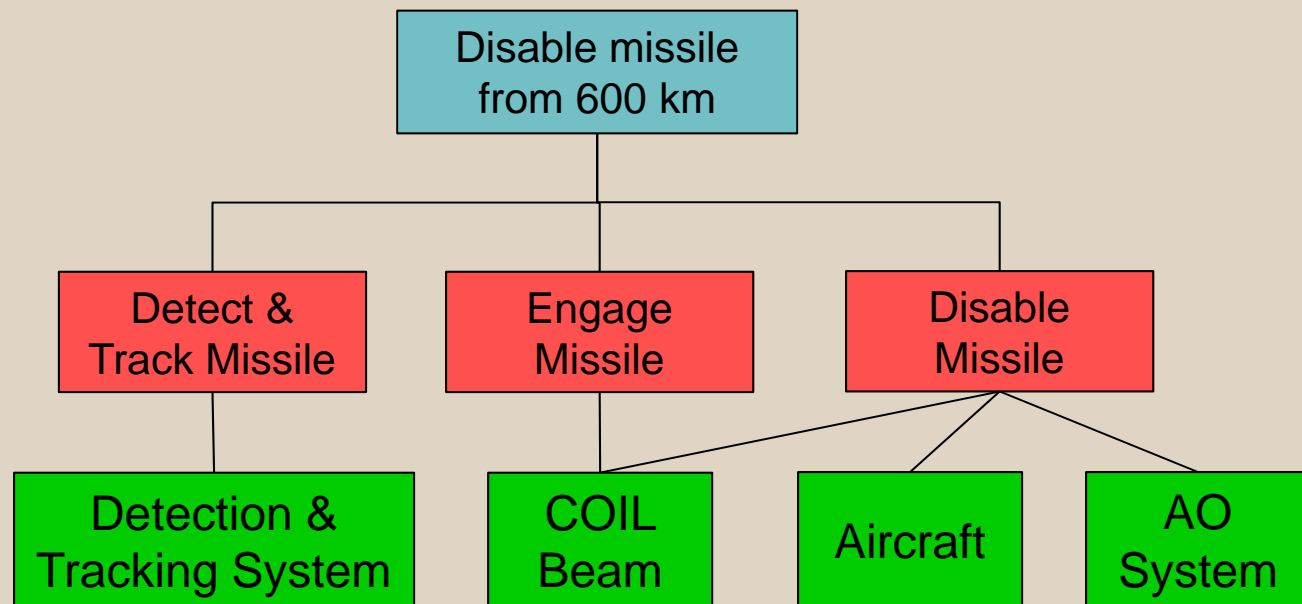 Disable missile
from 600 km
Detect &
Track Missile
Engage
Missile
Disable
Missile
Detection &
Tracking System
COIL
Beam
Aircraft
AO
System